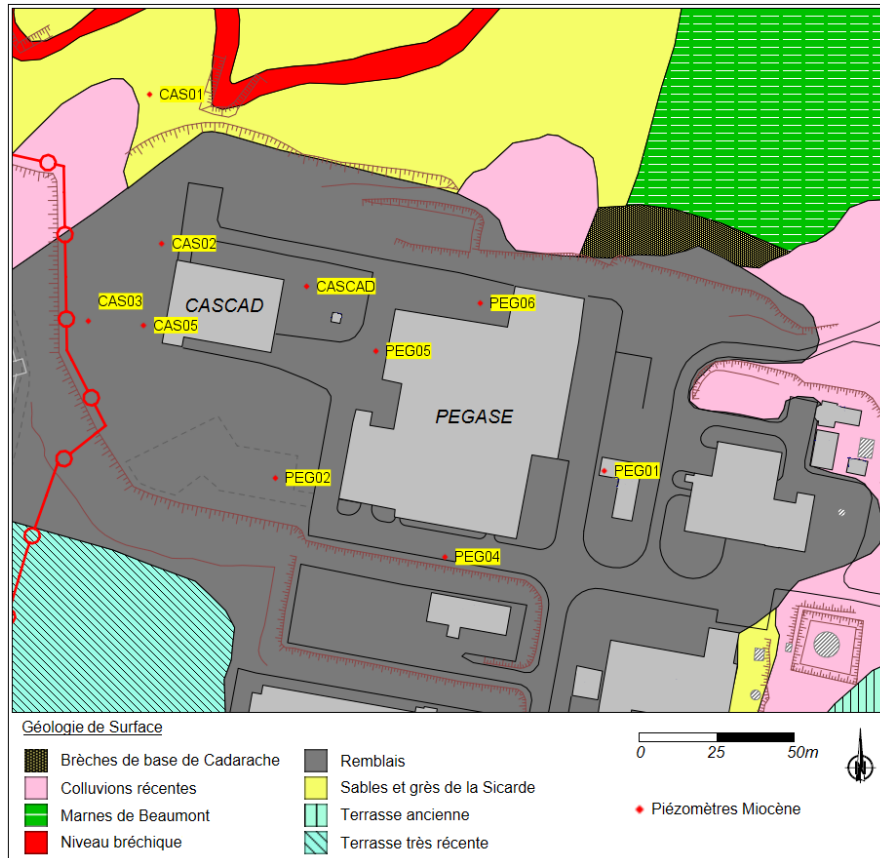 CAS01
CAS02
CASCAD
CAS03
CASCAD
PEG06
CAS05
PEG05
PEGASE
PEG02
PEG01
PEG04
Géologie de Surface
Brèches de base de Cadarache
Colluvions récentes
Marnes de Beaumont
Niveau bréchique
Remblais
Sables et grès de la Sicarde
Terrasse ancienne
Terrasse très récente
0 25 50m
N
Piézomètres Miocène